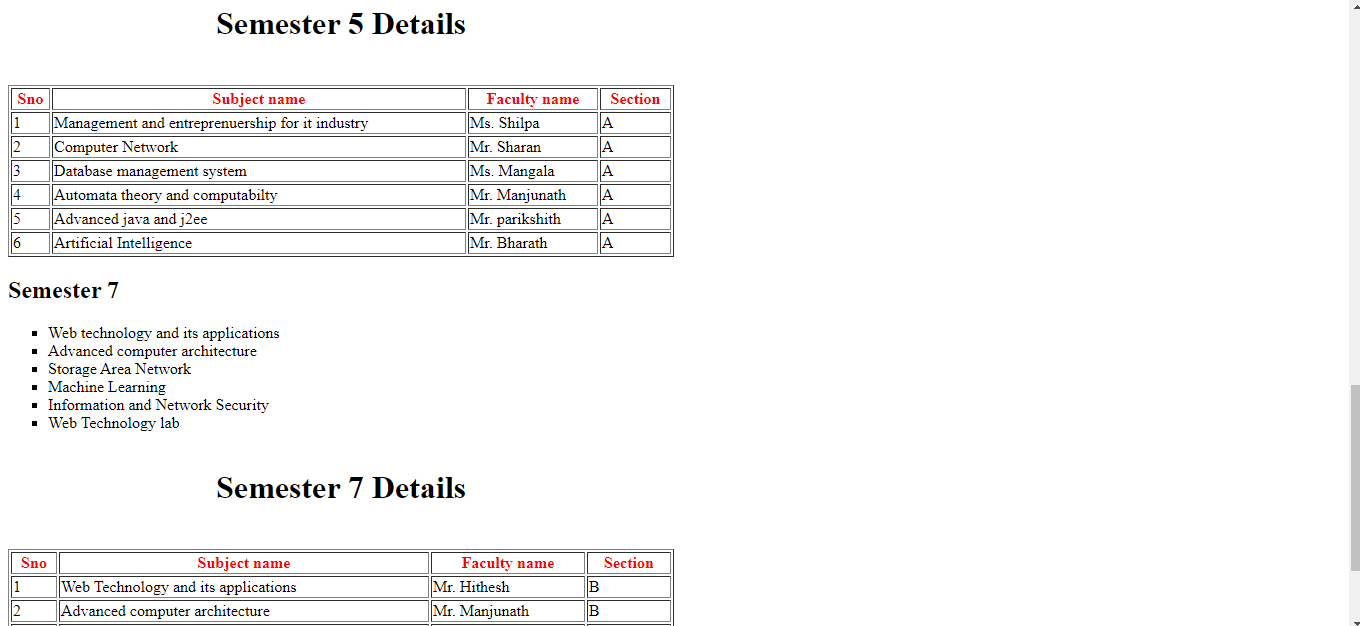 Semester 5 Details
Sno Subject name Faculty name Section
1 Management and entreprenuership for it industry Ms. Shilpa A
2 Computer Network Mr. Sharan A
3 Database management system Ms. Mangala A
4 Automata theory and computabilty Mr. Manjunath A
5 Advanced java and j2ee Mr. parikshith A
6 Artificial Intelligence Mr. Bharath A
Semester 7
Web technology and its applications
Advanced computer architecture
Storage Area Network
Machine Learning
Information and Network Security
Web Technology lab
Semester 7 Details
Sno Subject name Faculty name Section
1 Web Technology and its applications Mr. Hithesh B
2 Advanced computer architecture Mr. Manjunath B